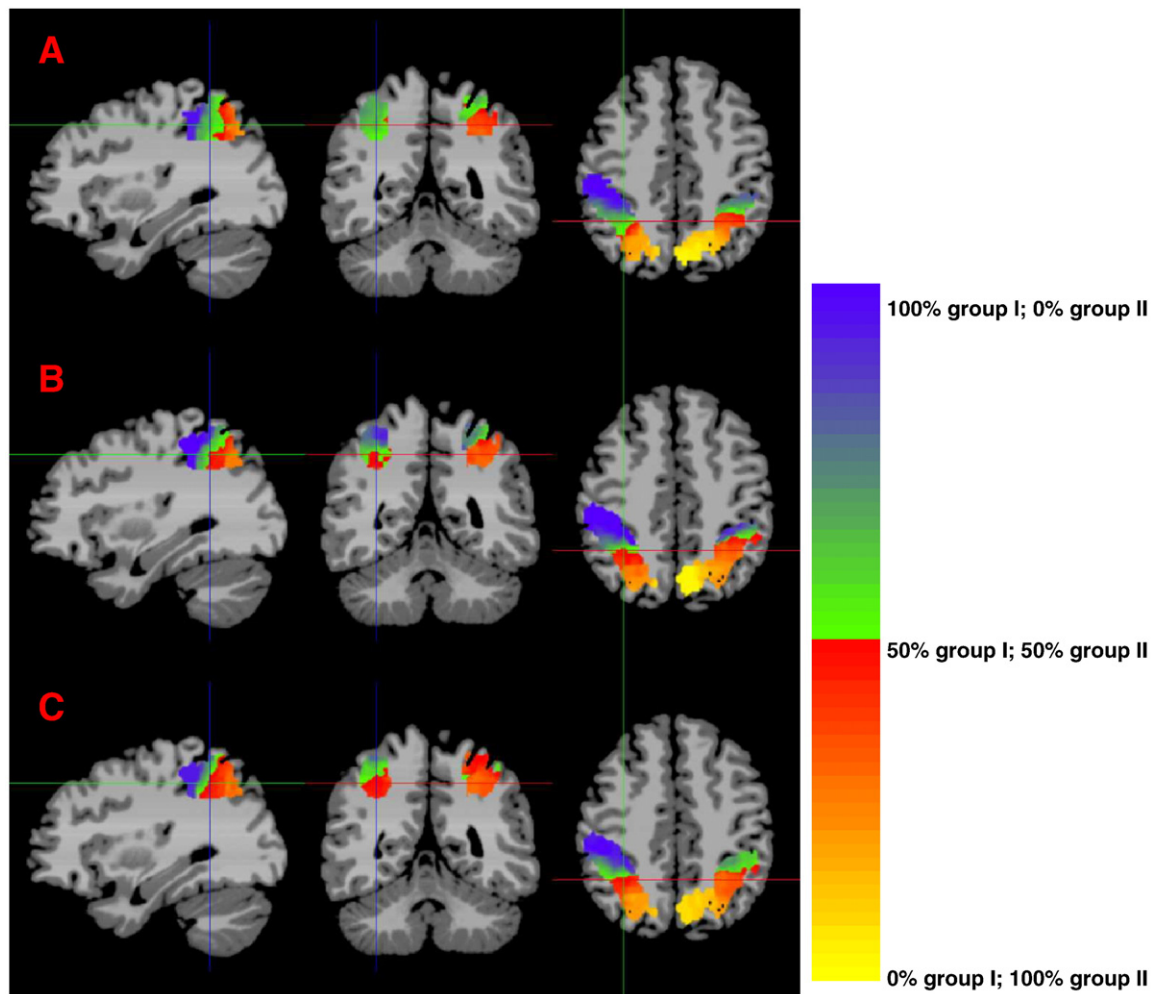 A
100% group I; 0% group II
B
50% group I; 50% group II
C
0% group I; 100% group II